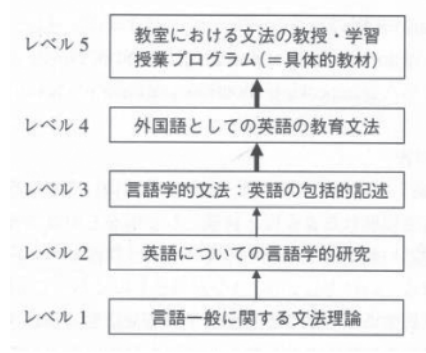 レベル5
教室における文法の教授・学習
授業プログラム(=具体的教材)
レベル4
外国語としての英語の教育文法
レベル3
言語学的文法：英語の包括的記述
レベル2
英語についての言語学的研究
レベル1
言語一般に関する文法理論